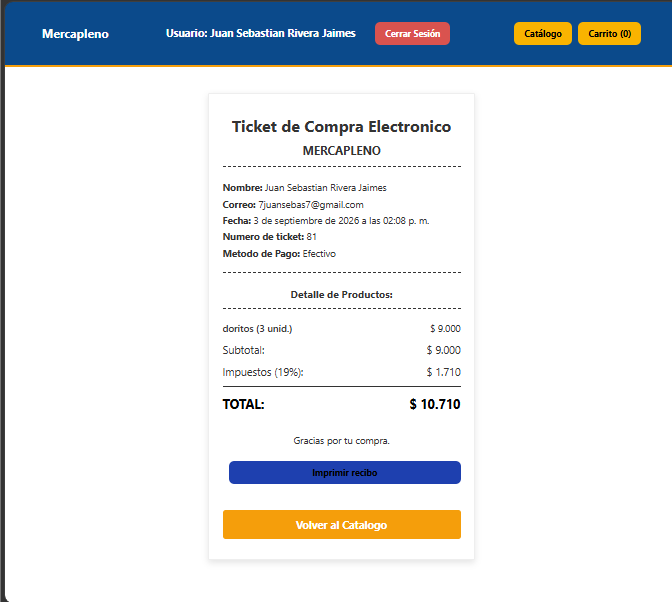 Mercapleno Usuario: Juan Sebastian Rivera Jaimes Cerrar Sesión Catálogo Carrito (0)
Ticket de Compra Electronico
MERCAPLENO
Nombre: Juan Sebastian Rivera Jaimes
Correo: 7juansebas7@gmail.com
Fecha: 3 de septiembre de 2026 a las 02:08 p. m.
Numero de ticket: 81
Metodo de Pago: Efectivo
Detalle de Productos:
doritos (3 unid.) $ 9.000
Subtotal: $ 9.000
Impuestos (19%): $ 1.710
TOTAL: $ 10.710
Gracias por tu compra.
Imprimir recibo
Volver al Catalogo